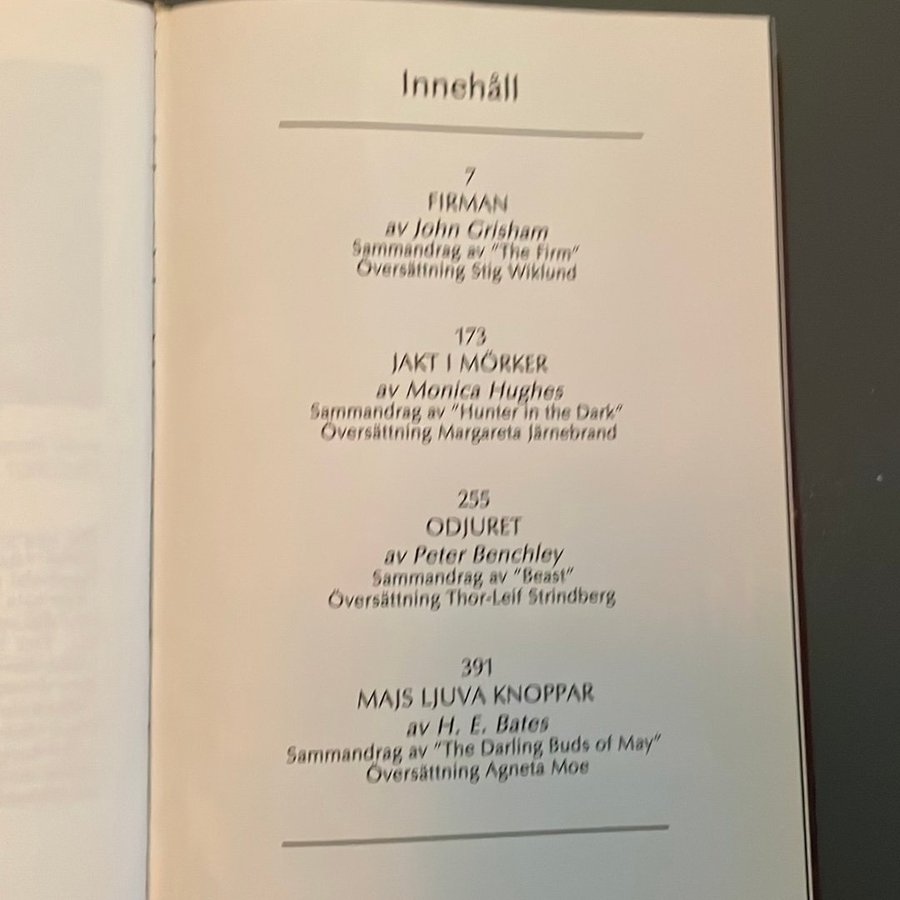 Innehåll
7
FIRMAN
av John Grisham
Sammandrag av "The Firm"
Översättning Stig Wiklund
173
JAKT I MÖRKER
av Monica Hughes
Sammandrag av "Hunter in the Dark"
Översättning Margareta Järnebrand
255
ODJURET
av Peter Benchley
Sammandrag av "Beast"
Översättning Thor-Leif Strindberg
391
MAJS LJUVA KNOPPAR
av H. E. Bates
Sammandrag av "The Darling Buds of May"
Översättning Agneta Moe